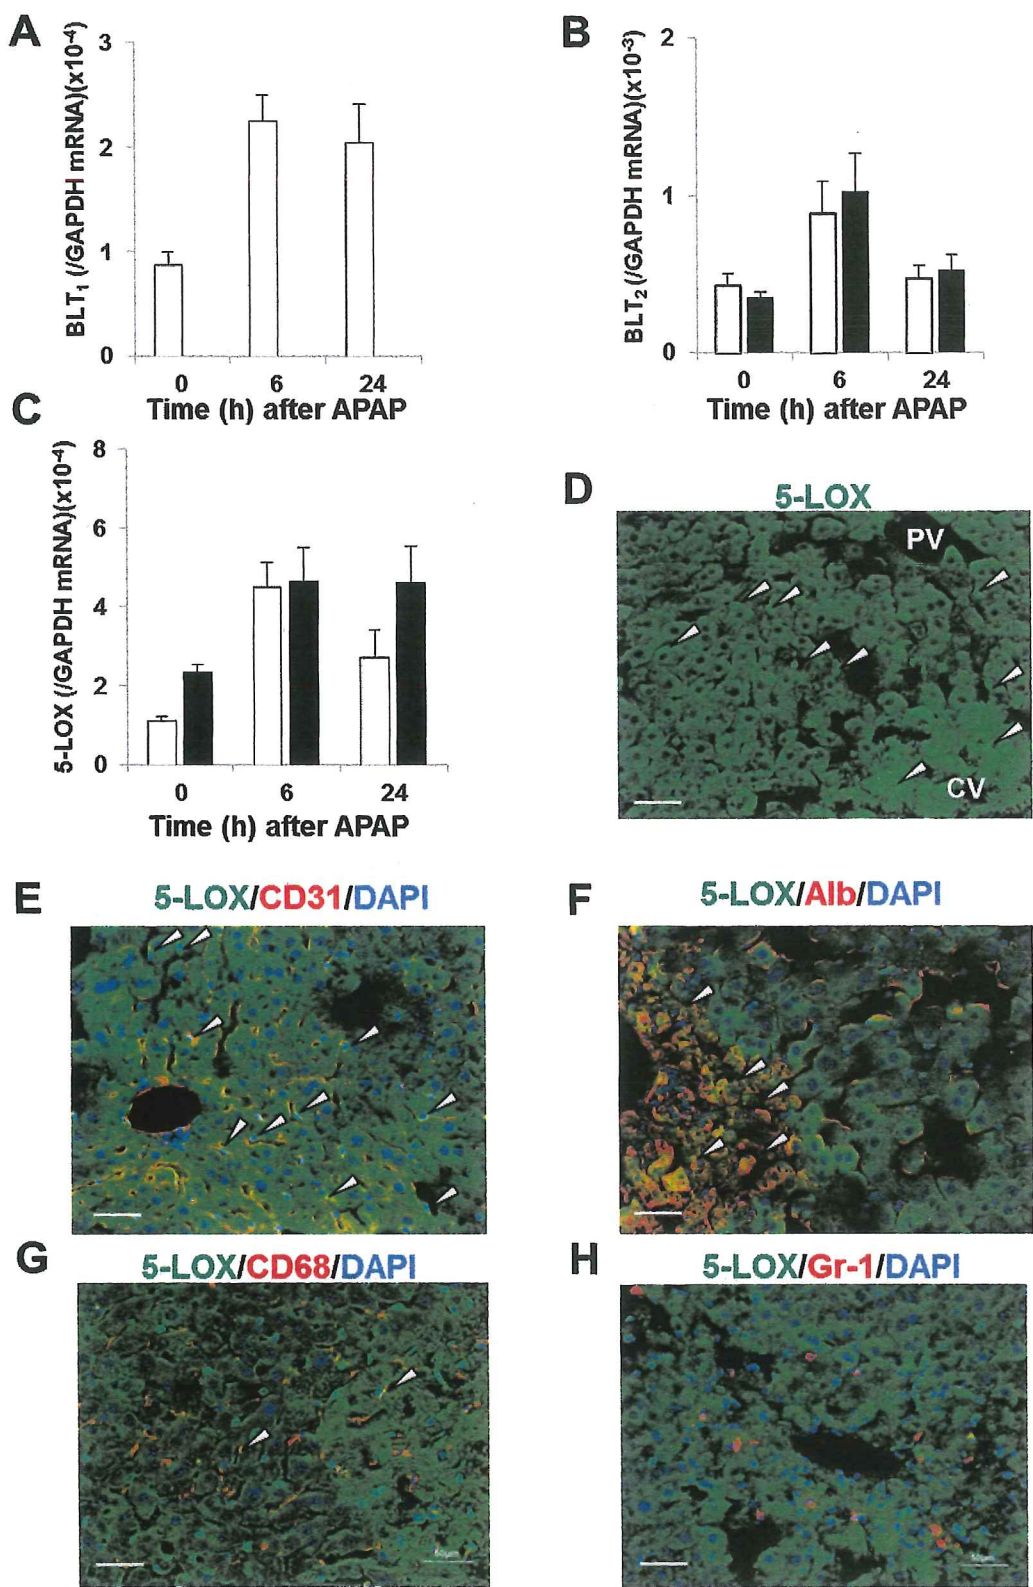 A
BLT₁ (/GAPDH mRNA)(x10⁻⁴)
3
2
1
0
0 6 24
Time (h) after APAP
B
BLT₂ (/GAPDH mRNA)(x10⁻³)
2
1
0
0 6 24
Time (h) after APAP
C
5-LOX (/GAPDH mRNA)(x10⁻⁴)
8
6
4
2
0
0 6 24
Time (h) after APAP
D
5-LOX
PV
CV
E
5-LOX/CD31/DAPI
F
5-LOX/Alb/DAPI
G
5-LOX/CD68/DAPI
50μm
H
5-LOX/Gr-1/DAPI